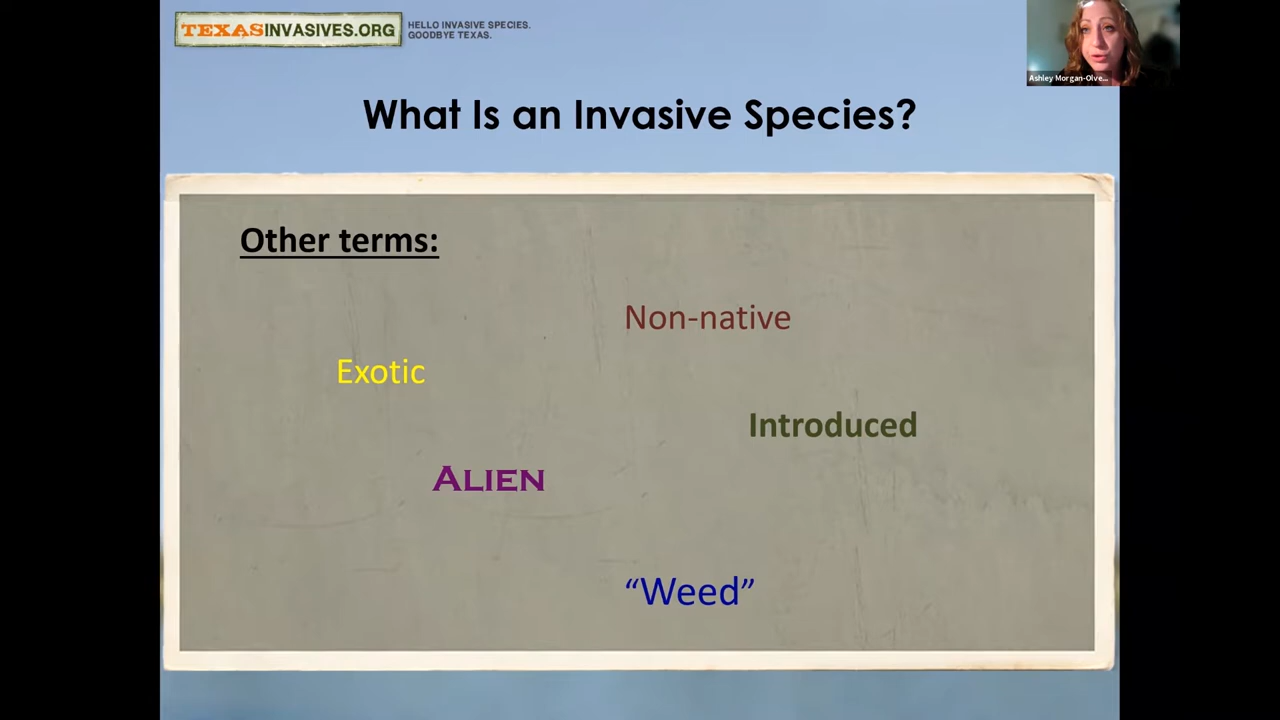 TEXASINVASIVES.ORG
HELLO INVASIVE SPECIES.
GOODBYE TEXAS.
Ashley Morgan-Olve...
What Is an Invasive Species?
Other terms:
Non-native
Exotic
Introduced
ALIEN
“Weed”